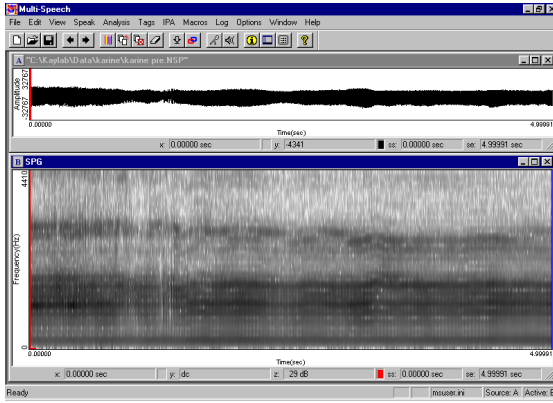 Multi-Speech
File Edit View Speak Analysis Tags IPA Macros Log Options Window Help
A "C:\Kaylab\Data\karine\karine pre.NSP"
Amplitude
-32767 32767
0.00000 4.99991
Time(sec)
x: 0.00000 sec y: -4341 ss: 0.00000 sec se: 4.99991 sec
B SPG
Frequency(Hz)
0 4410
0.00000 4.99991
Time(sec)
x: 0.00000 sec y: dc z: 29 dB ss: 0.00000 sec se: 4.99991 sec
Ready msuser.ini Source: A Active: